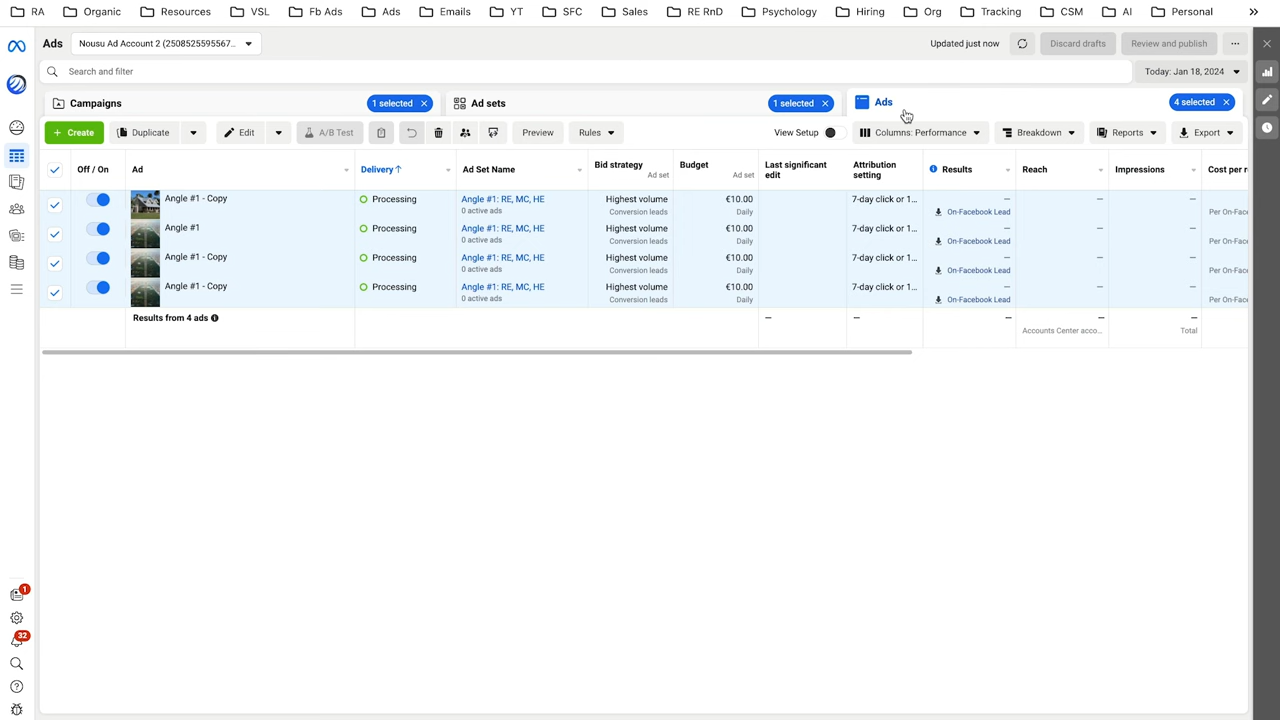 RA Organic Resources VSL Fb Ads Ads Emails YT SFC Sales RE RnD Psychology Hiring Org Tracking CSM AI Personal »
Ads Nousu Ad Account 2 (2508525595567... Updated just now Discard drafts Review and publish ...
Search and filter Today: Jan 18, 2024
Campaigns 1 selected × Ad sets 1 selected × Ads 4 selected ×
+ Create Duplicate Edit A/B Test Preview Rules View Setup Columns: Performance Breakdown Reports Export
Off / On Ad Delivery ↑ Ad Set Name Bid strategy Ad set Budget Ad set Last significant edit Attribution setting Results Reach Impressions Cost per r
Angle #1 - Copy Processing Angle #1: RE, MC, HE Highest volume €10.00 7-day click or 1... —  —  —
0 active ads Conversion leads Daily On-Facebook Lead Per On-Face
Angle #1 Processing Angle #1: RE, MC, HE Highest volume €10.00 7-day click or 1... — — —
0 active ads Conversion leads Daily On-Facebook Lead Per On-Face
Angle #1 - Copy Processing Angle #1: RE, MC, HE Highest volume €10.00 7-day click or 1... — — —
0 active ads Conversion leads Daily On-Facebook Lead Per On-Face
Angle #1 - Copy Processing Angle #1: RE, MC, HE Highest volume €10.00 7-day click or 1... — — —
0 active ads Conversion leads Daily On-Facebook Lead Per On-Face
Results from 4 ads — — — — —
Accounts Center acco... Total
1
32